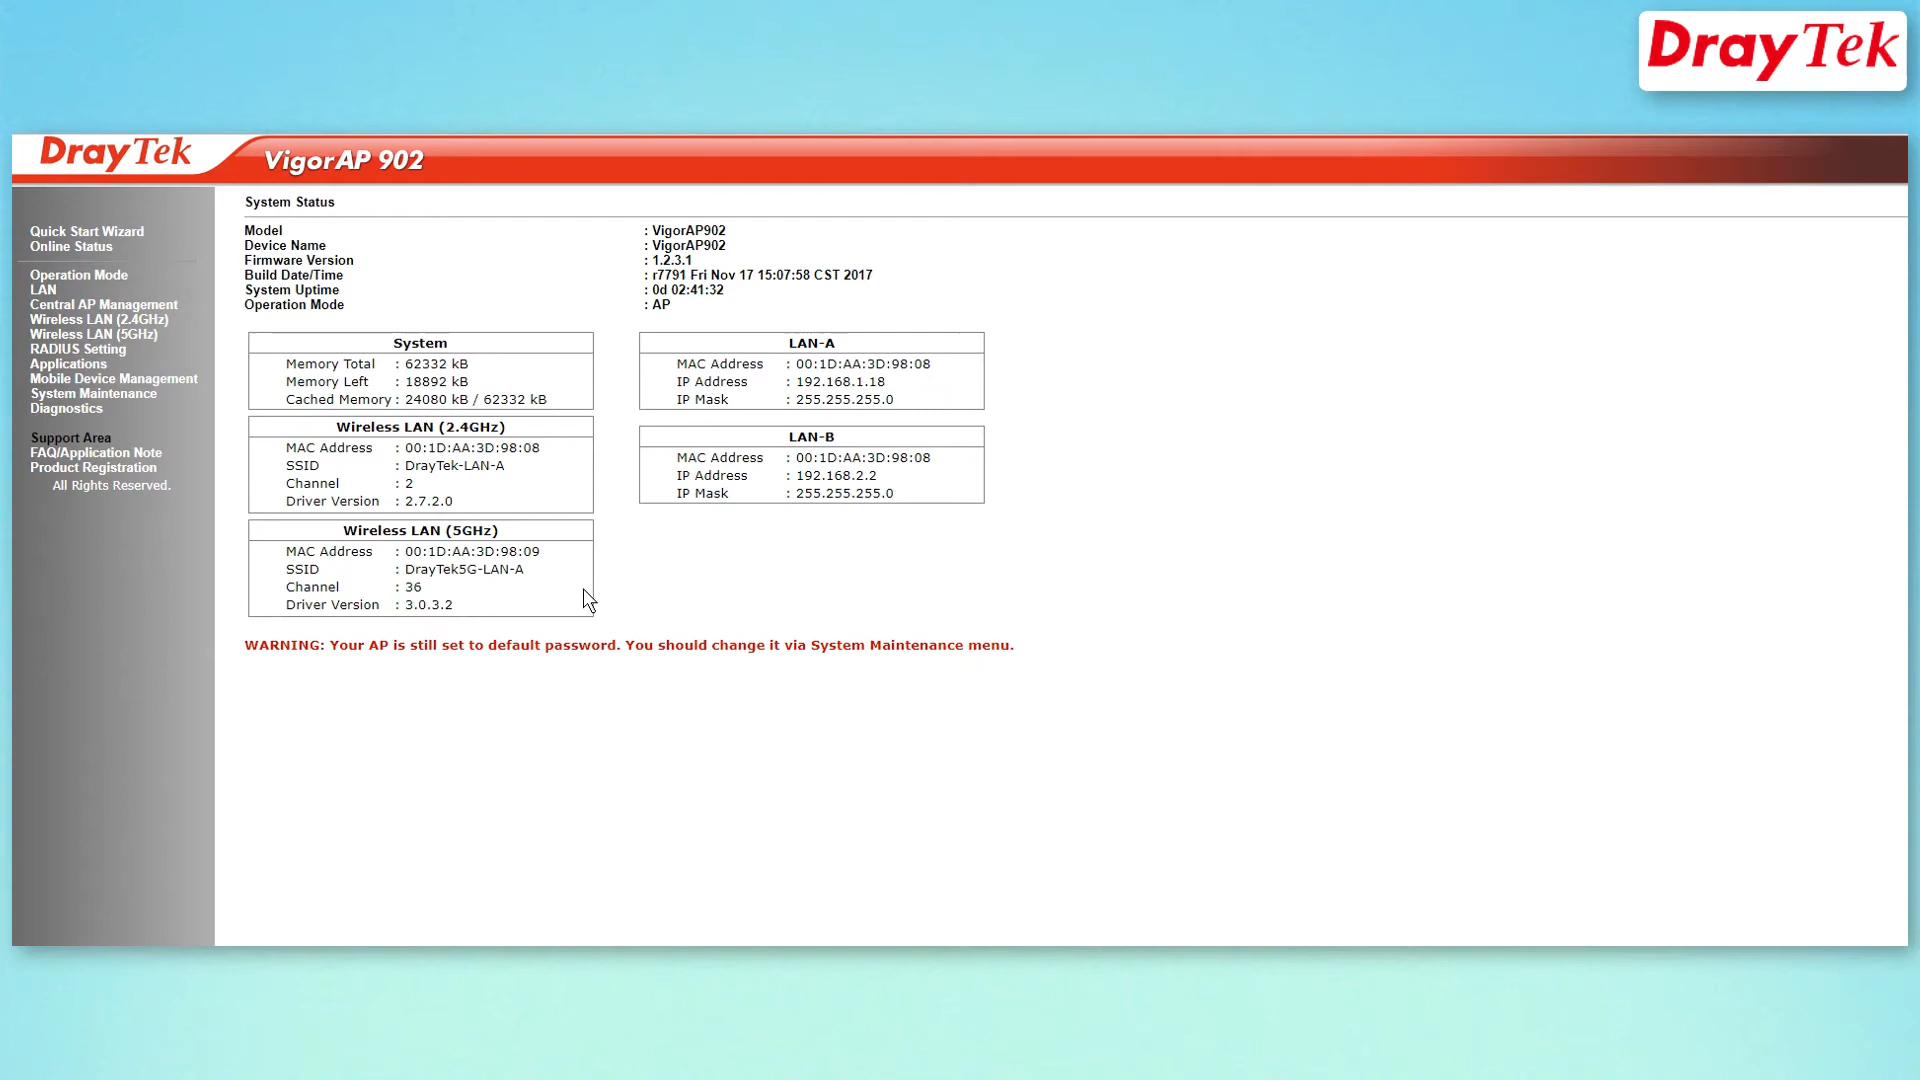 DrayTek
DrayTek
VigorAP 902
Quick Start Wizard
Online Status
Operation Mode
LAN
Central AP Management
Wireless LAN (2.4GHz)
Wireless LAN (5GHz)
RADIUS Setting
Applications
Mobile Device Management
System Maintenance
Diagnostics
Support Area
FAQ/Application Note
Product Registration
All Rights Reserved.
System Status
Model : VigorAP902
Device Name : VigorAP902
Firmware Version : 1.2.3.1
Build Date/Time : r7791 Fri Nov 17 15:07:58 CST 2017
System Uptime : 0d 02:41:32
Operation Mode : AP
System
Memory Total : 62332 kB
Memory Left : 18892 kB
Cached Memory : 24080 kB / 62332 kB
Wireless LAN (2.4GHz)
MAC Address : 00:1D:AA:3D:98:08
SSID : DrayTek-LAN-A
Channel : 2
Driver Version : 2.7.2.0
Wireless LAN (5GHz)
MAC Address : 00:1D:AA:3D:98:09
SSID : DrayTek5G-LAN-A
Channel : 36
Driver Version : 3.0.3.2
LAN-A
MAC Address : 00:1D:AA:3D:98:08
IP Address : 192.168.1.18
IP Mask : 255.255.255.0
LAN-B
MAC Address : 00:1D:AA:3D:98:08
IP Address : 192.168.2.2
IP Mask : 255.255.255.0
WARNING: Your AP is still set to default password. You should change it via System Maintenance menu.